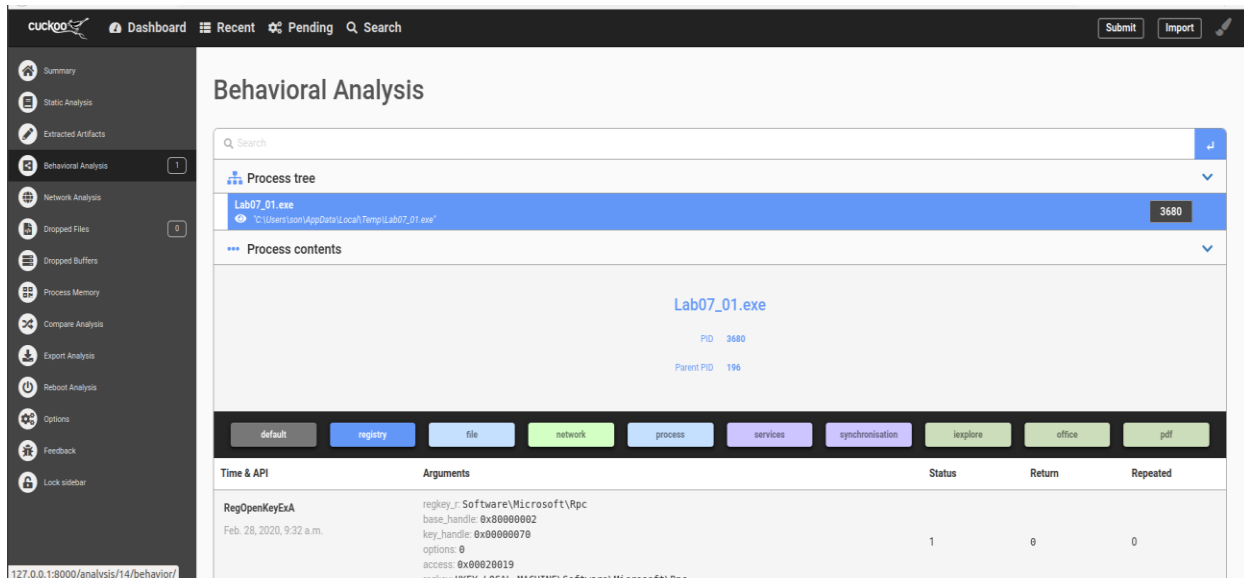 cuckoo Dashboard Recent Pending Search Submit Import
Summary
Static Analysis
Extracted Artifacts
Behavioral Analysis 1
Network Analysis
Dropped Files 0
Dropped Buffers
Process Memory
Compare Analysis
Export Analysis
Reboot Analysis
Options
Feedback
Lock sidebar
127.0.0.1:8000/analysis/14/behavior/
Behavioral Analysis
Search
Process tree
Lab07_01.exe
"C:\Users\son\AppData\Local\Temp\Lab07_01.exe"
3680
Process contents
Lab07_01.exe
PID 3680
Parent PID 196
default registry file network process services synchronisation iexplore office pdf
Time & API Arguments Status Return Repeated
RegOpenKeyExA
Feb. 28, 2020, 9:32 a.m.
regkey_r: Software\Microsoft\Rpc
base_handle: 0x80000002
key_handle: 0x00000070
options: 0
access: 0x00020019
regkey: HKEY_LOCAL_MACHINE\Software\Microsoft\Rpc
1 0 0